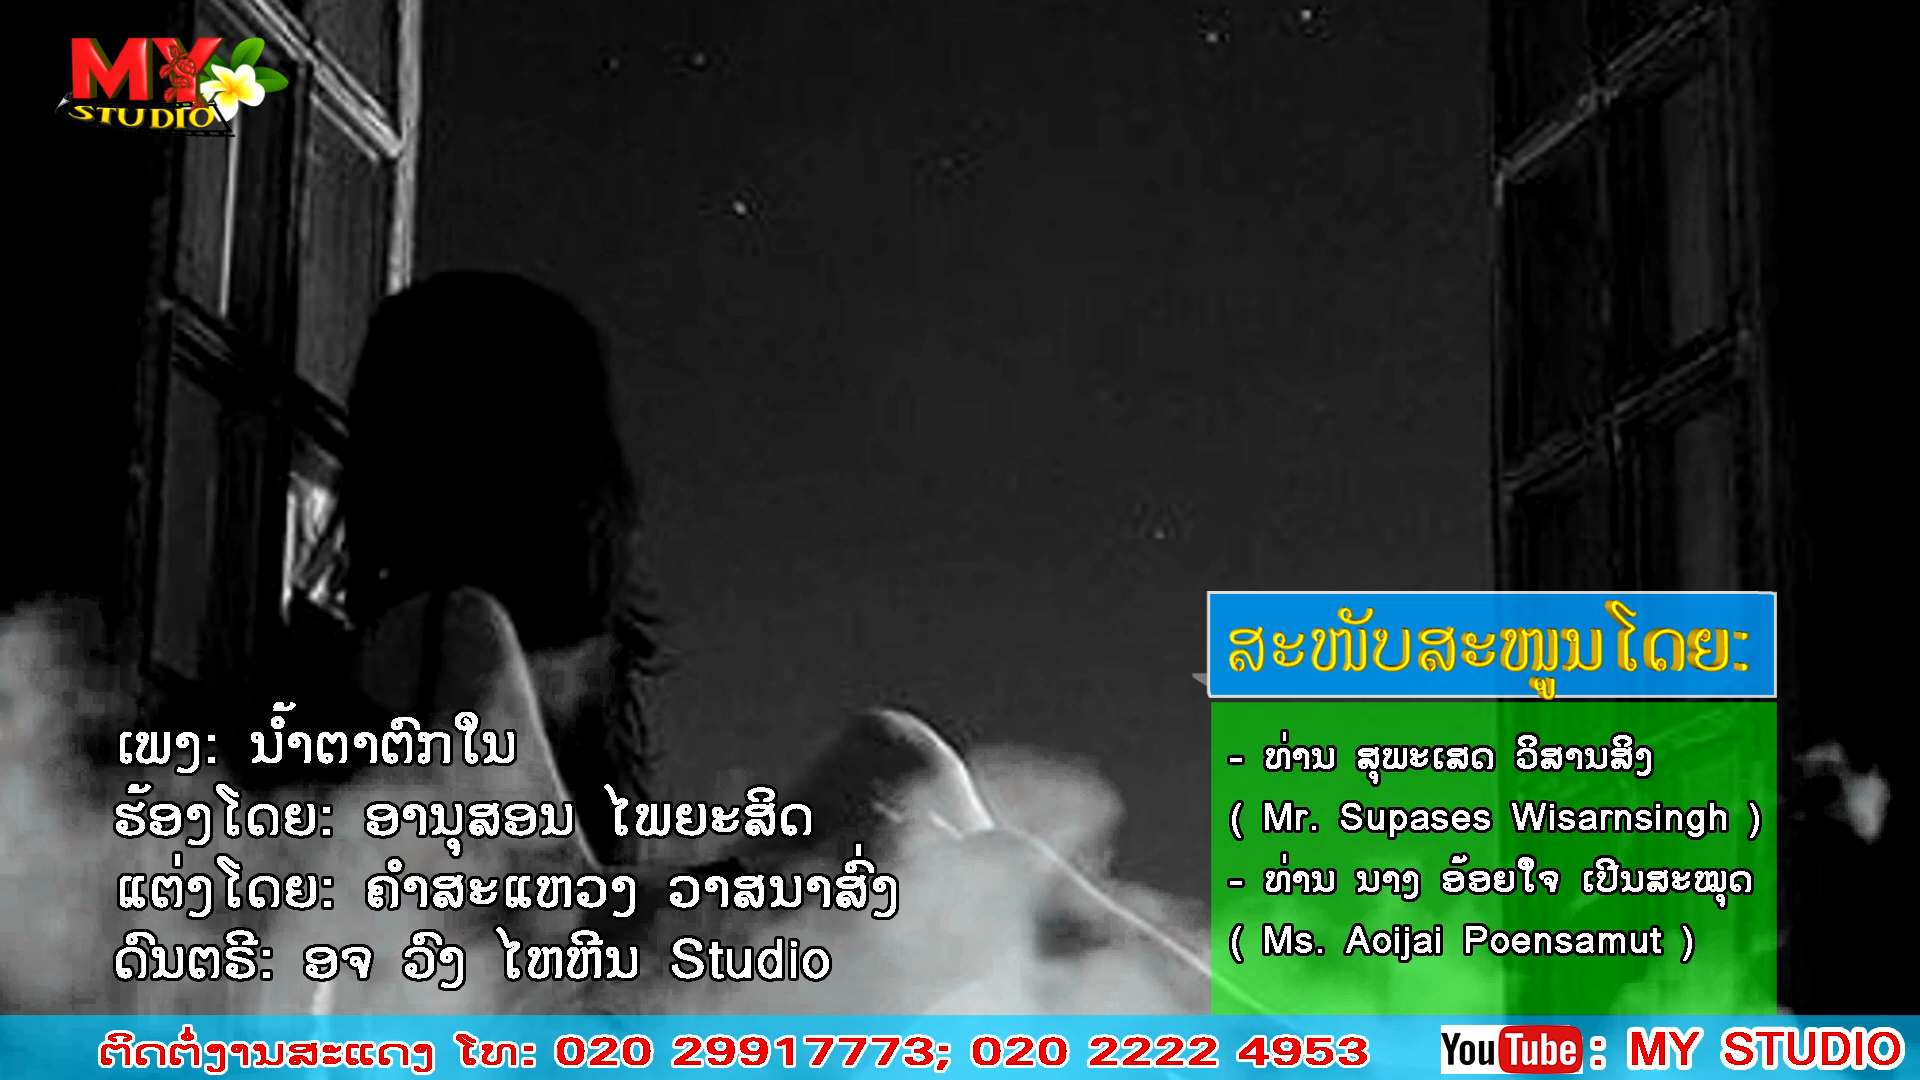 MY
STUDIO
ເພງ: ນ້ຳຕາຕົກໃນ
ຮ້ອງໂດຍ: ອານຸສອນ ໄພຍະສິດ
ແຕ່ງໂດຍ: ຄຳສະແຫວງ ວາສນາສົ່ງ
ດົນຕຣີ: ອຈ ວົງ ໄຫຫີນ Studio
ສະໜັບສະໜູນໂດຍ:
- ທ່ານ ສຸພະເສດ ວິສານສິງ
( Mr. Supases Wisarnsingh )
- ທ່ານ ນາງ ອ້ອຍໃຈ ເປີນສະໝຸດ
( Ms. Aoijai Poensamut )
ຕິດຕໍ່ງານສະແດງ ໂທ: 020 29917773; 020 2222 4953 YouTube : MY STUDIO